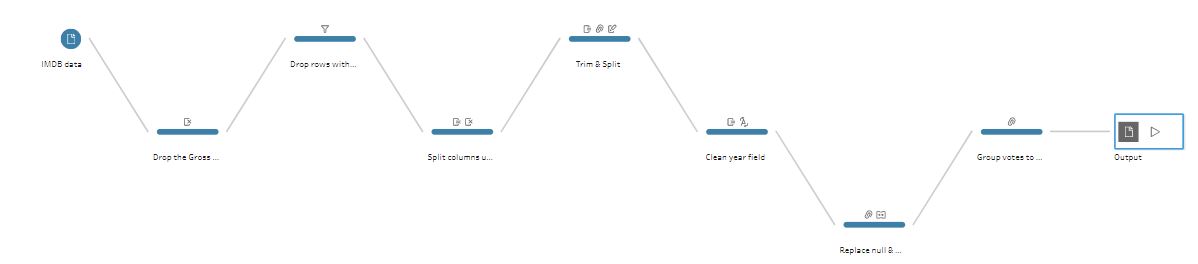 IMDB data
Drop the Gross ...
Drop rows with...
Split columns u...
Trim & Split
Clean year field
Replace null & ...
Group votes to ...
Output